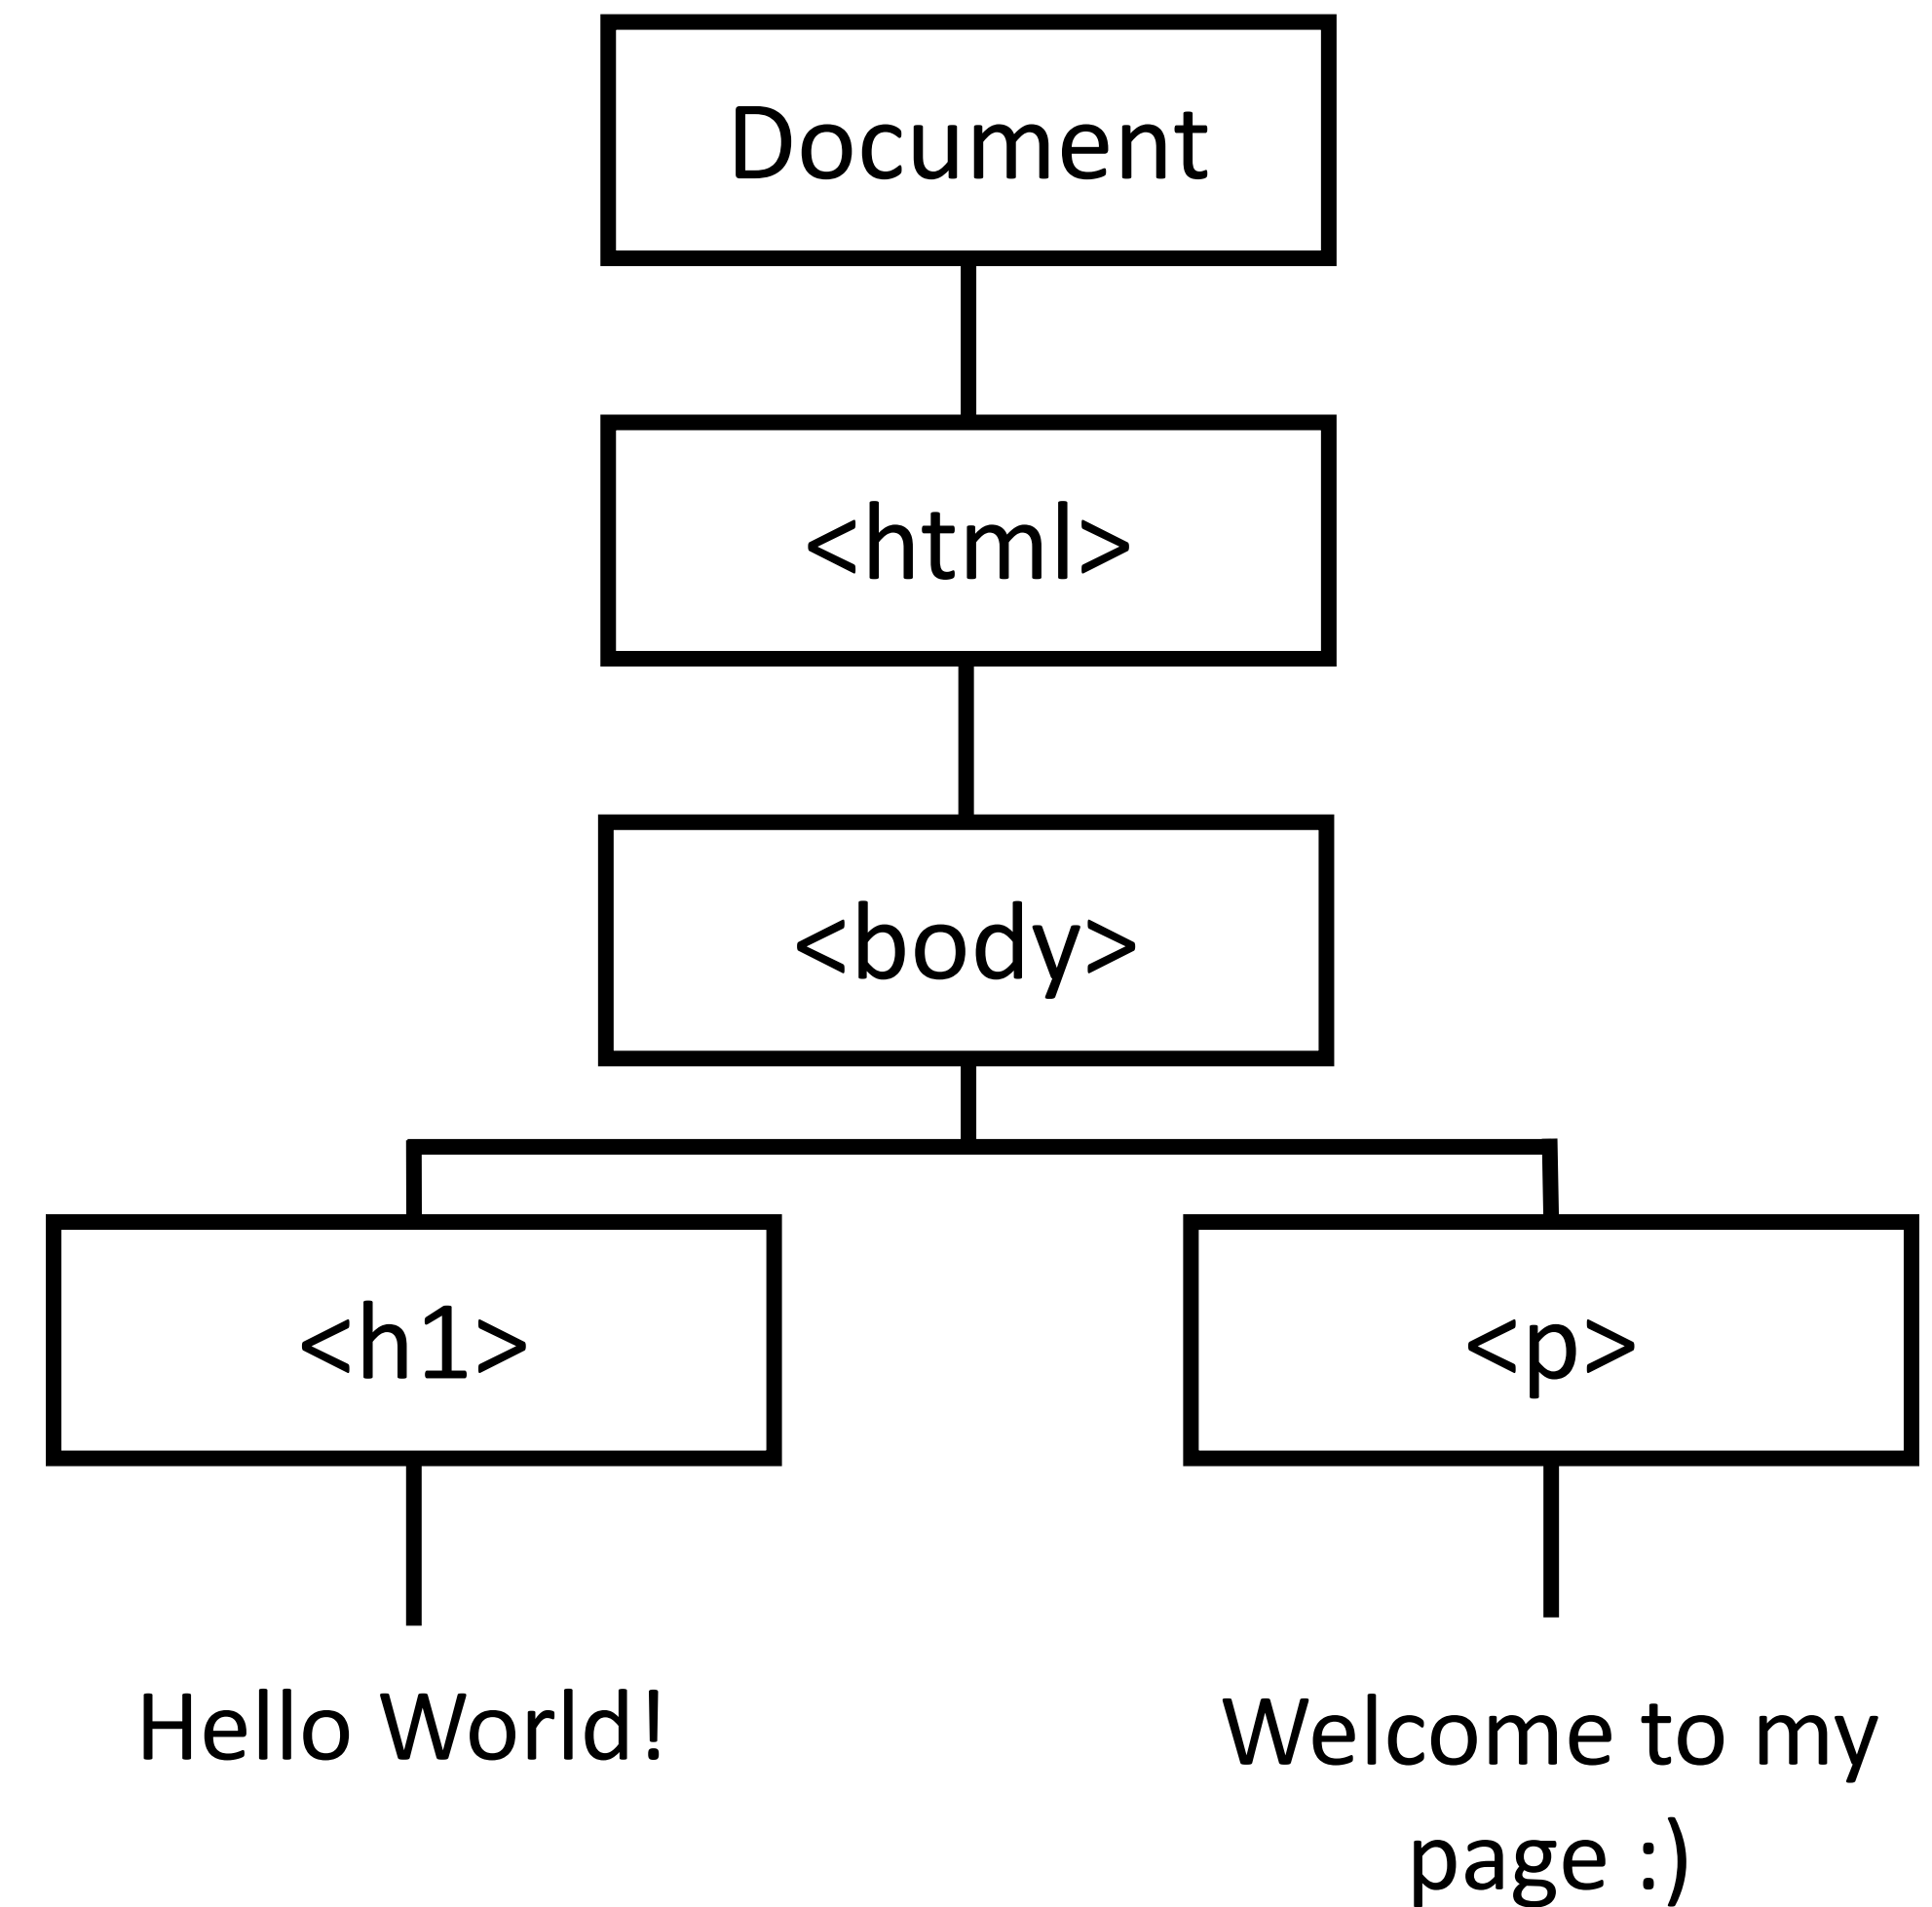 Document
<html>
<body>
<h1>
<p>
Hello World!
Welcome to my
page :)